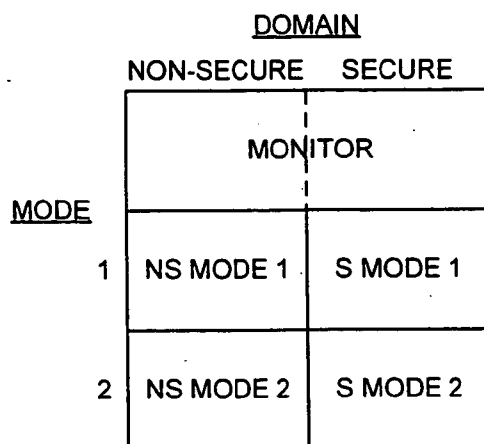 DOMAIN
NON-SECURE SECURE
MONITOR
MODE
1 NS MODE 1 S MODE 1
2 NS MODE 2 S MODE 2